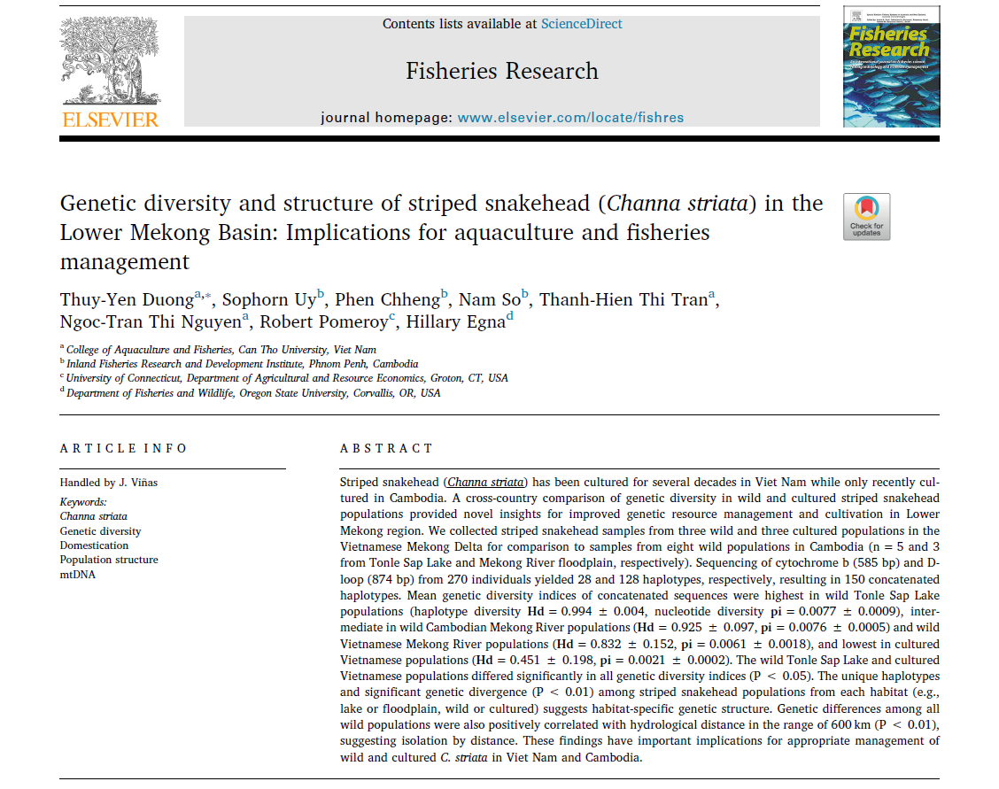 Contents lists available at ScienceDirect
Fisheries Research
journal homepage: www.elsevier.com/locate/fishres
ELSEVIER
Fisheries
Research
Genetic diversity and structure of striped snakehead (Channa striata) in the
Lower Mekong Basin: Implications for aquaculture and fisheries
management
Check for
updates
Thuy-Yen Duongᵃ,*, Sophorn Uyᵇ, Phen Chhengᵇ, Nam Soᵇ, Thanh-Hien Thi Tranᵃ,
Ngoc-Tran Thi Nguyenᵃ, Robert Pomeroyᶜ, Hillary Egnaᵈ
ᵃ College of Aquaculture and Fisheries, Can Tho University, Viet Nam
ᵇ Inland Fisheries Research and Development Institute, Phnom Penh, Cambodia
ᶜ University of Connecticut, Department of Agricultural and Resource Economics, Groton, CT, USA
ᵈ Department of Fisheries and Wildlife, Oregon State University, Corvallis, OR, USA
ARTICLE INFO
Handled by J. Viñas
Keywords:
Channa striata
Genetic diversity
Domestication
Population structure
mtDNA
ABSTRACT
Striped snakehead (Channa striata) has been cultured for several decades in Viet Nam while only recently cul-
tured in Cambodia. A cross-country comparison of genetic diversity in wild and cultured striped snakehead
populations provided novel insights for improved genetic resource management and cultivation in Lower
Mekong region. We collected striped snakehead samples from three wild and three cultured populations in the
Vietnamese Mekong Delta for comparison to samples from eight wild populations in Cambodia (n = 5 and 3
from Tonle Sap Lake and Mekong River floodplain, respectively). Sequencing of cytochrome b (585 bp) and D-
loop (874 bp) from 270 individuals yielded 28 and 128 haplotypes, respectively, resulting in 150 concatenated
haplotypes. Mean genetic diversity indices of concatenated sequences were highest in wild Tonle Sap Lake
populations (haplotype diversity Hd = 0.994 ± 0.004, nucleotide diversity pi = 0.0077 ± 0.0009), inter-
mediate in wild Cambodian Mekong River populations (Hd = 0.925 ± 0.097, pi = 0.0076 ± 0.0005) and wild
Vietnamese Mekong River populations (Hd = 0.832 ± 0.152, pi = 0.0061 ± 0.0018), and lowest in cultured
Vietnamese populations (Hd = 0.451 ± 0.198, pi = 0.0021 ± 0.0002). The wild Tonle Sap Lake and cultured
Vietnamese populations differed significantly in all genetic diversity indices (P < 0.05). The unique haplotypes
and significant genetic divergence (P < 0.01) among striped snakehead populations from each habitat (e.g.,
lake or floodplain, wild or cultured) suggests habitat-specific genetic structure. Genetic differences among all
wild populations were also positively correlated with hydrological distance in the range of 600 km (P < 0.01),
suggesting isolation by distance. These findings have important implications for appropriate management of
wild and cultured C. striata in Viet Nam and Cambodia.